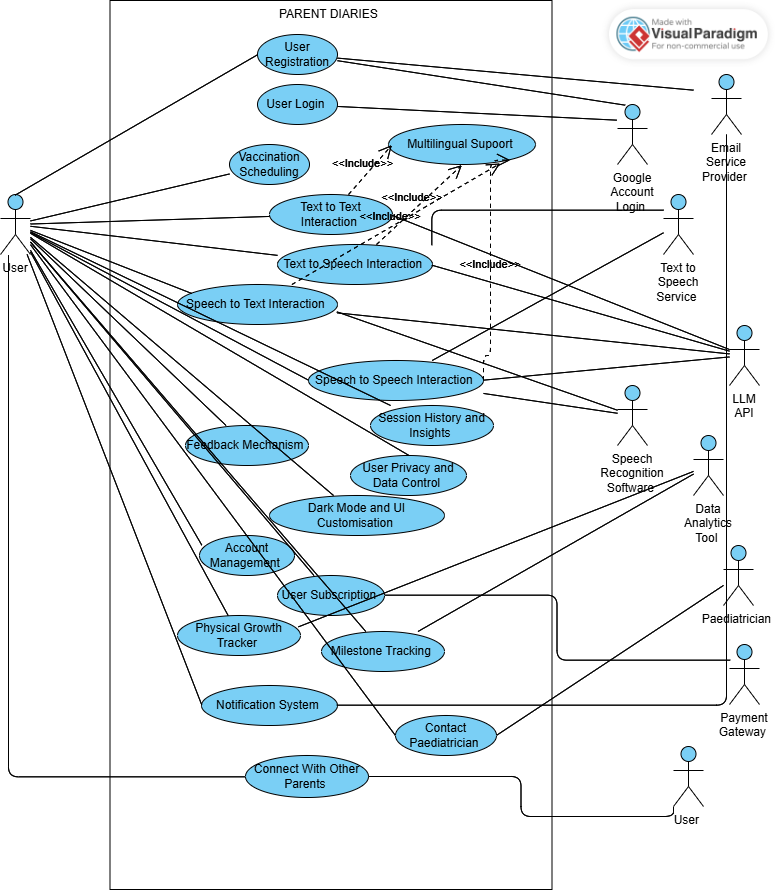 PARENT DIARIES
Made with
VisualParadigm
For non-commercial use
User
Registration
User Login
Email
Service
Provider
Multilingual Supoort
<<Include>>
Vaccination
Scheduling
Google
Account
Login
<<Include>>
Text to Text
Interaction
<<Include>>
User
Text to Speech Interaction
<<Include>>
Text to
Speech
Service
Speech to Text Interaction
Speech to Speech Interaction
LLM
API
Session History and
Insights
Feedback Mechanism
Speech
Recognition
Software
User Privacy and
Data Control
Dark Mode and UI
Customisation
Data
Analytics
Tool
Account
Management
User Subscription
Paediatrician
Physical Growth
Tracker
Milestone Tracking
Notification System
Payment
Gateway
Contact
Paediatrician
Connect With Other
Parents
User